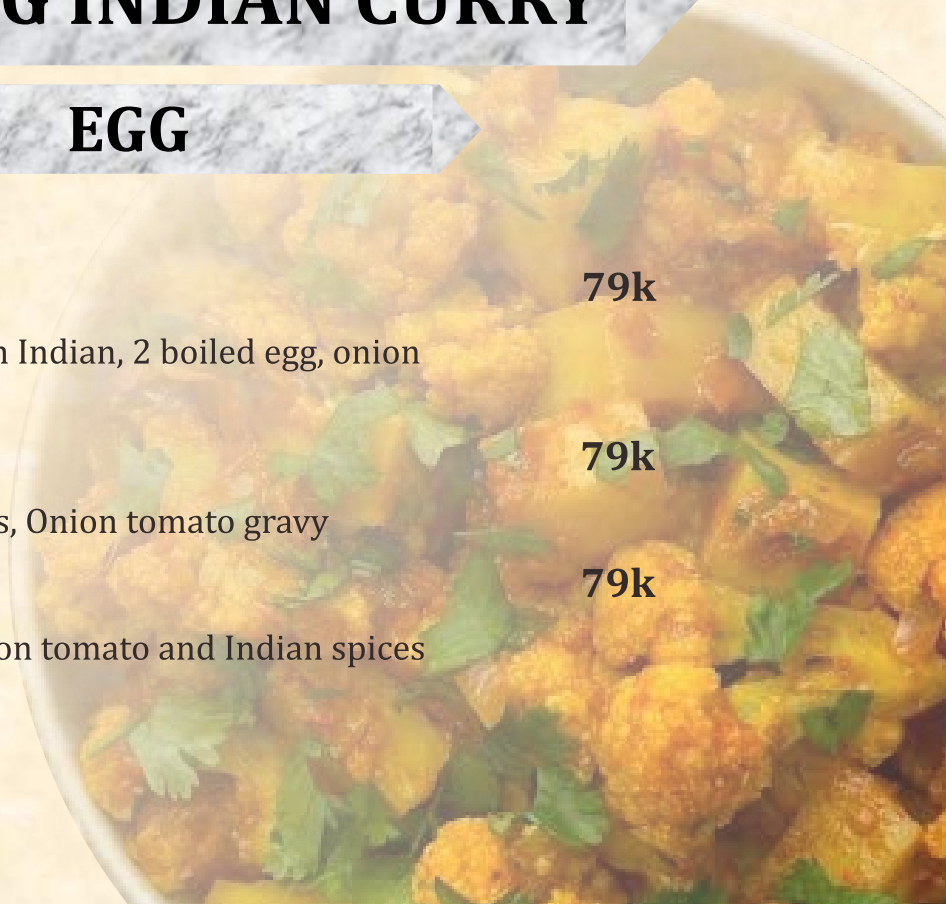 G INDIAN CURRY
EGG
79k
Indian, 2 boiled egg, onion
79k
s, Onion tomato gravy
79k
on tomato and Indian spices